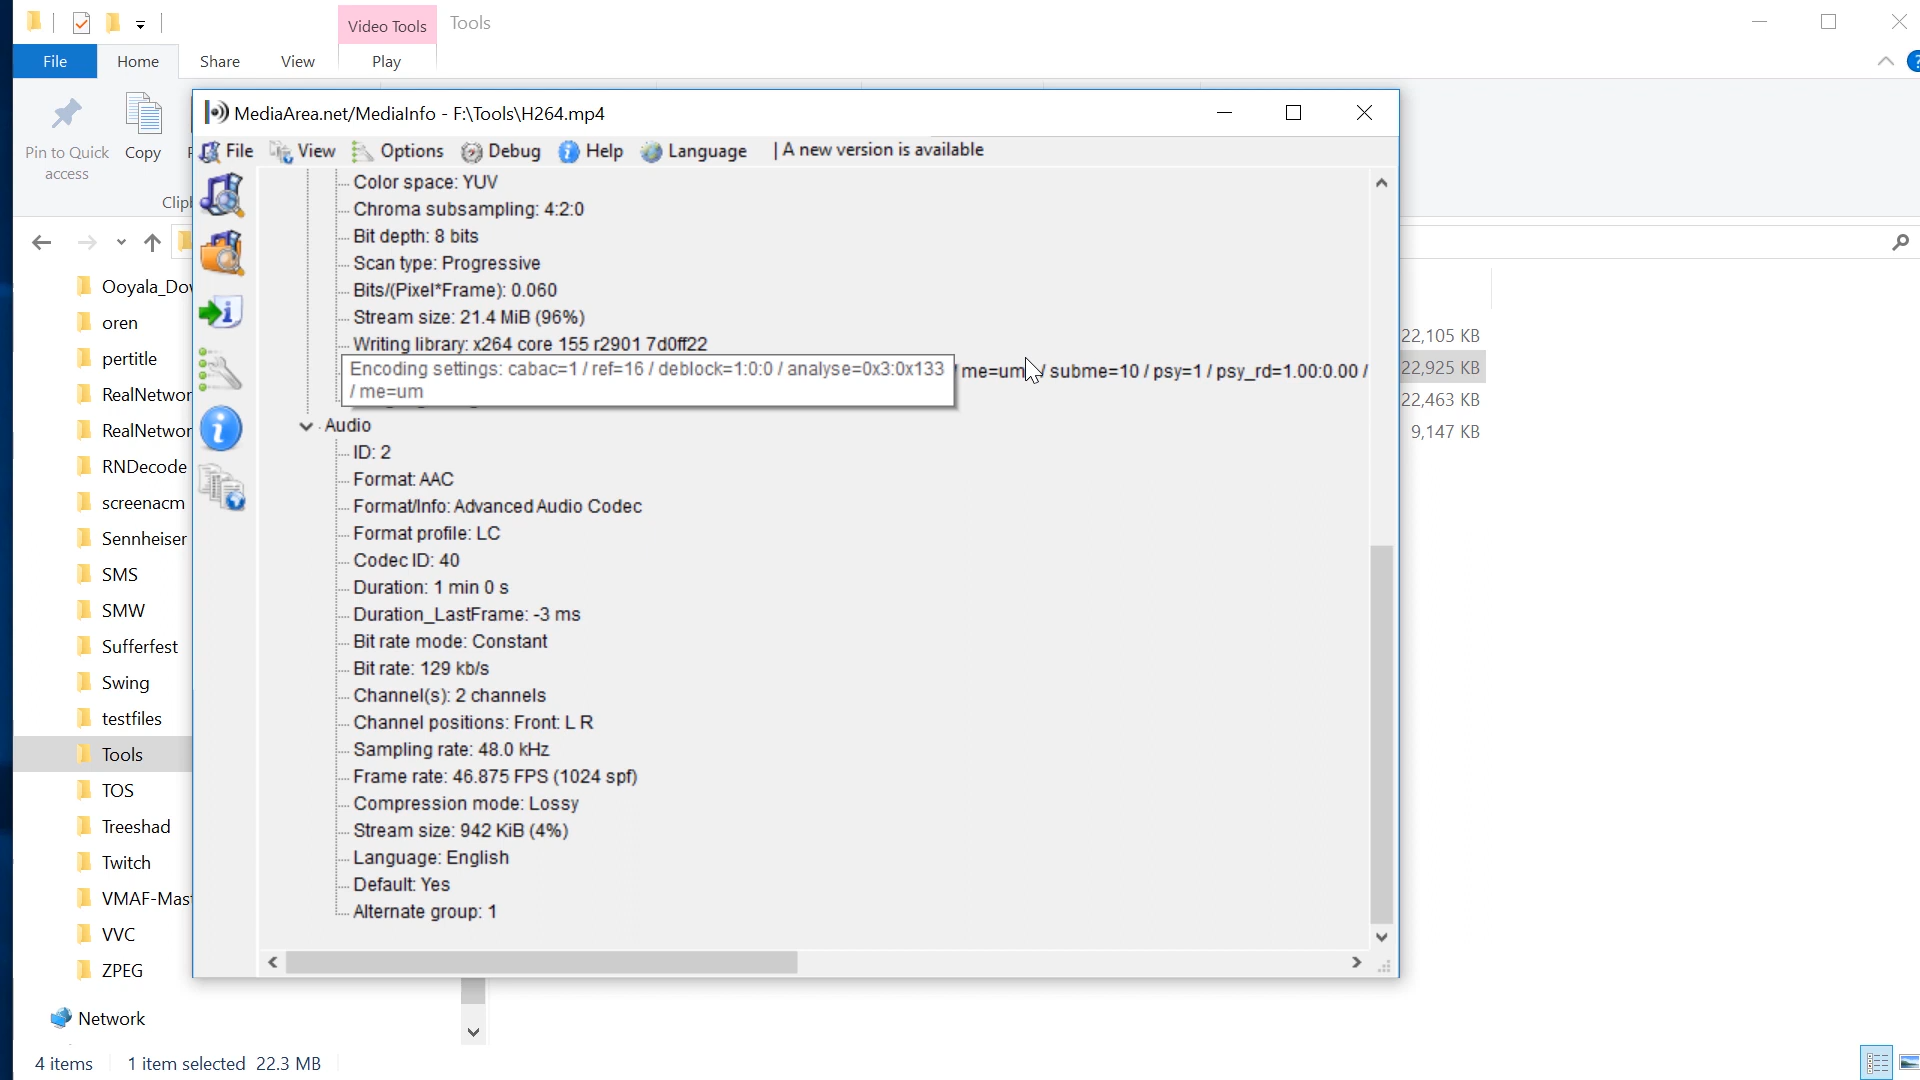 Video Tools
Tools
File
Home
Share
View
Play
Pin to Quick access
Copy
MediaArea.net/MediaInfo - F:\Tools\H264.mp4
File
View
Options
Debug
Help
Language
| A new version is available
Color space: YUV
Chroma subsampling: 4:2:0
Bit depth: 8 bits
Scan type: Progressive
Bits/(Pixel*Frame): 0.060
Stream size: 21.4 MiB (96%)
Writing library: x264 core 155 r2901 7d0ff22
Encoding settings: cabac=1 / ref=16 / deblock=1:0:0 / analyse=0x3:0x133
/ me=um
/ me=um / subme=10 / psy=1 / psy_rd=1.00:0.00 /
Audio
ID: 2
Format: AAC
Format/Info: Advanced Audio Codec
Format profile: LC
Codec ID: 40
Duration: 1 min 0 s
Duration_LastFrame: -3 ms
Bit rate mode: Constant
Bit rate: 129 kb/s
Channel(s): 2 channels
Channel positions: Front: L R
Sampling rate: 48.0 kHz
Frame rate: 46.875 FPS (1024 spf)
Compression mode: Lossy
Stream size: 942 KiB (4%)
Language: English
Default: Yes
Alternate group: 1
Clip
Ooyala_Do
oren
pertitle
RealNetwor
RealNetwor
RNDecode
screenacm
Sennheiser
SMS
SMW
Sufferfest
Swing
testfiles
Tools
TOS
Treeshad
Twitch
VMAF-Mas
VVC
ZPEG
Network
22,105 KB
22,925 KB
22,463 KB
9,147 KB
4 items
1 item selected 22.3 MB